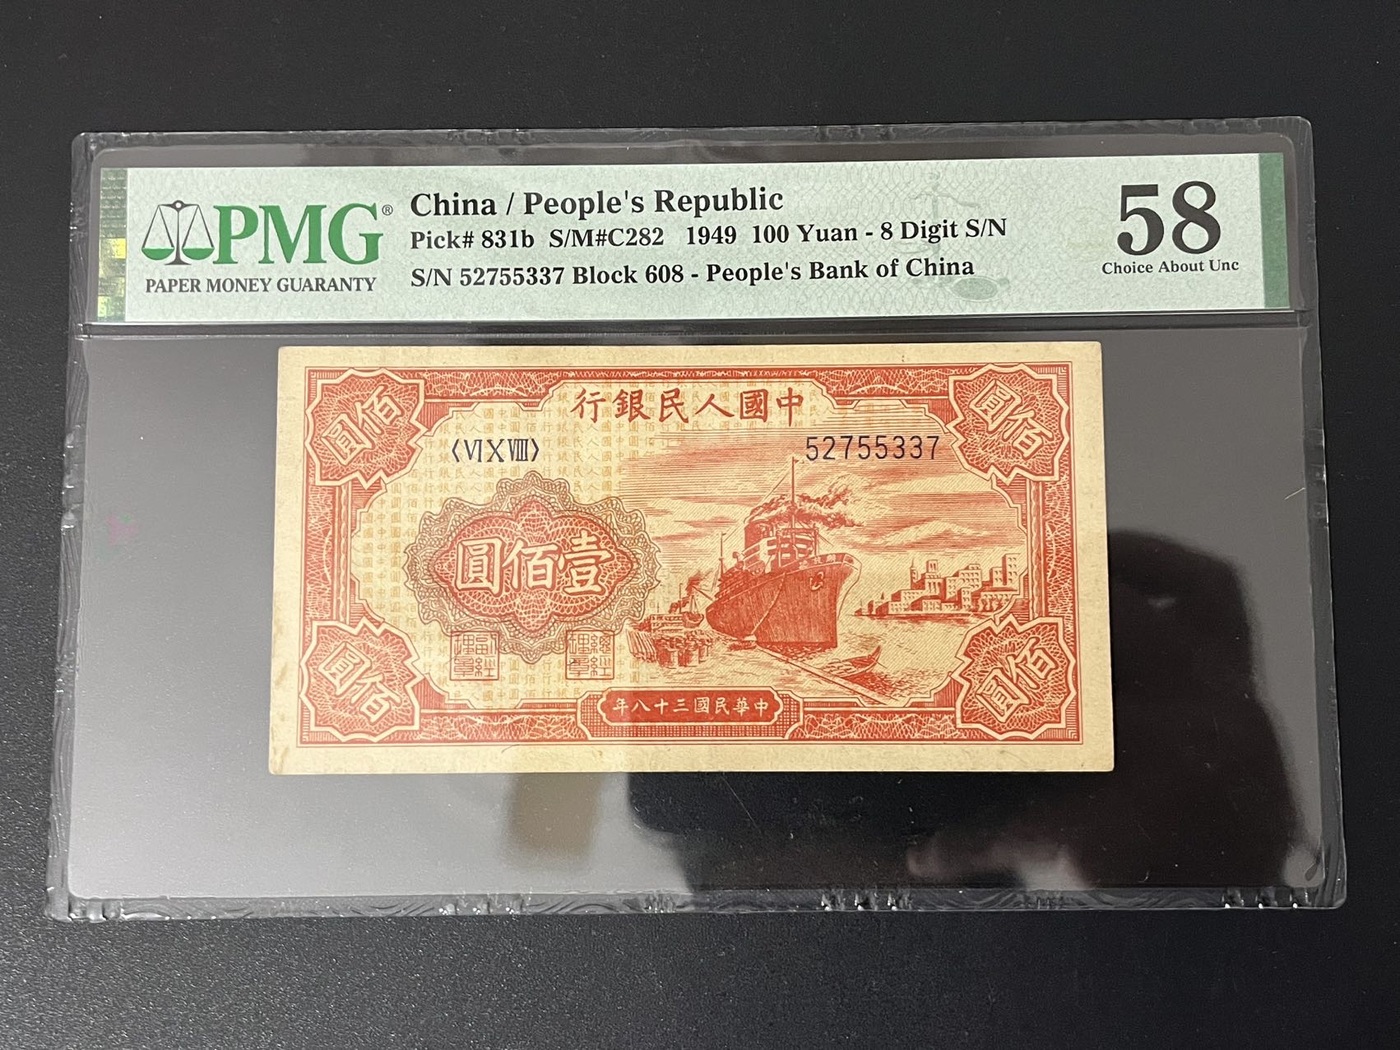 PMG®
PAPER MONEY GUARANTY
China / People's Republic
Pick# 831b S/M#C282 1949 100 Yuan - 8 Digit S/N
S/N 52755337 Block 608 - People's Bank of China
58
Choice About Unc
行銀民人國中
圓佰
圓佰
〈VI X VIII〉
52755337
圓佰壹
圓佰
圓佰
年八十三國民華中